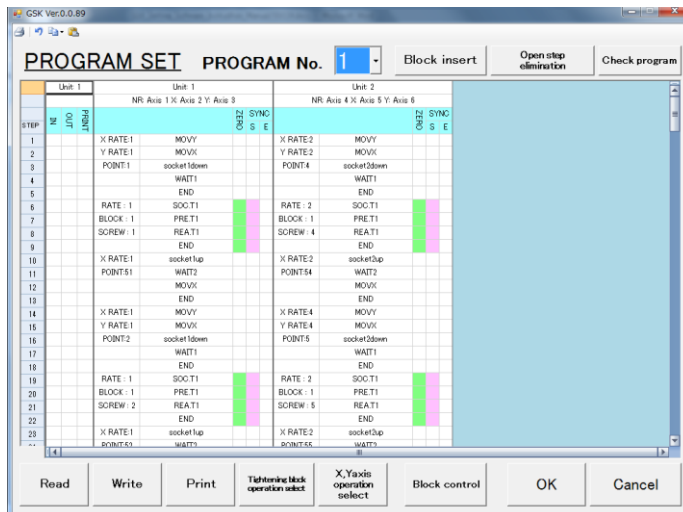 GSK Ver.0.0.89
PROGRAM SET PROGRAM No. 1 Block insert Open step elimination Check program
Unit: 1 Unit: 1 Unit: 2
NR: Axis 1 X: Axis 2 Y: Axis 3 NR: Axis 4 X: Axis 5 Y: Axis 6
STEP IN OUT PRINT ZERO SYNC S E ZERO SYNC S E
1 X RATE:1 MOVY X RATE:2 MOVY
2 Y RATE:1 MOVX Y RATE:2 MOVX
3 POINT:1 socket1down POINT:4 socket2down
4 WAIT1 WAIT1
5 END END
6 RATE : 1 SOC.T1 RATE : 2 SOC.T1
7 BLOCK : 1 PRE.T1 BLOCK : 1 PRE.T1
8 SCREW : 1 REA.T1 SCREW : 4 REA.T1
9 END END
10 X RATE:1 socket1up X RATE:2 socket2up
11 POINT:51 WAIT2 POINT:54 WAIT2
12 MOVX MOVX
13 END END
14 X RATE:1 MOVY X RATE:4 MOVY
15 Y RATE:1 MOVX Y RATE:4 MOVX
16 POINT:2 socket1down POINT:5 socket2down
17 WAIT1 WAIT1
18 END END
19 RATE : 1 SOC.T1 RATE : 2 SOC.T1
20 BLOCK : 1 PRE.T1 BLOCK : 1 PRE.T1
21 SCREW : 2 REA.T1 SCREW : 5 REA.T1
22 END END
23 X RATE:1 socket1up X RATE:2 socket2up
24 POINT:52 WAIT2 POINT:55 WAIT2
Read Write Print Tightening block operation select X,Yaxis operation select Block control OK Cancel